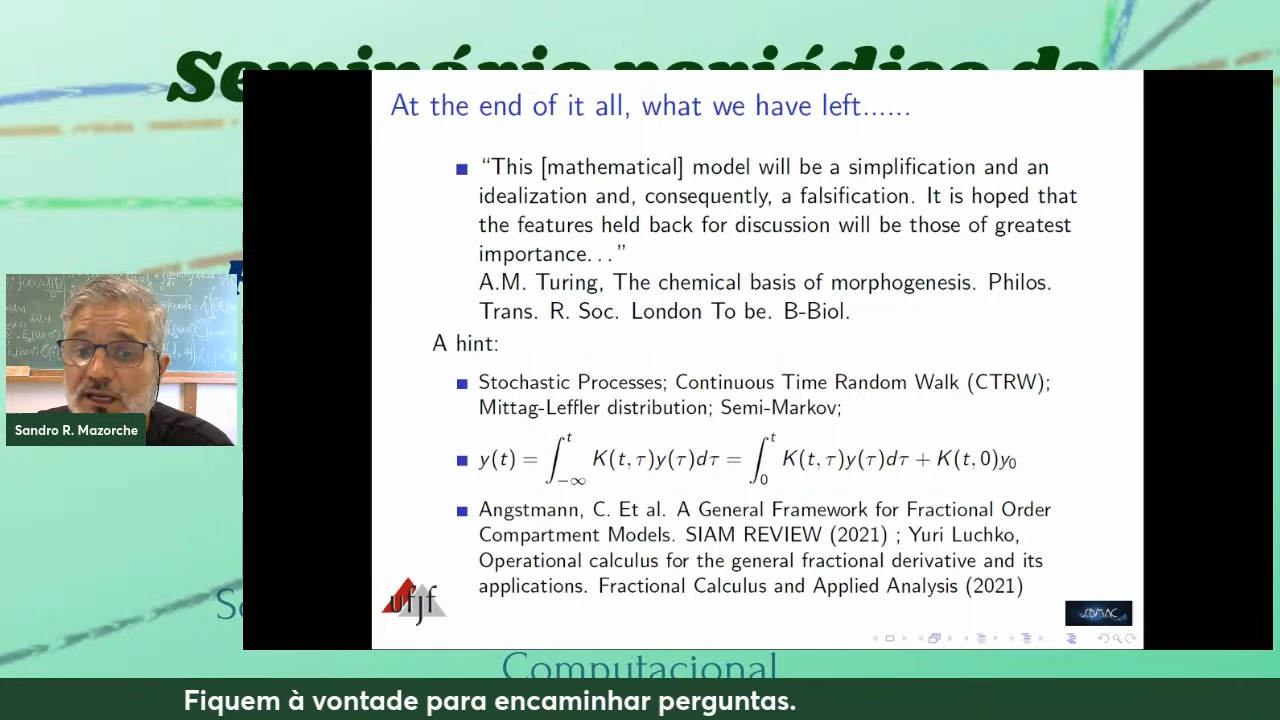 Seminário periódico de
At the end of it all, what we have left......
“This [mathematical] model will be a simplification and an
idealization and, consequently, a falsification. It is hoped that
the features held back for discussion will be those of greatest
importance. . . ”
A.M. Turing, The chemical basis of morphogenesis. Philos.
Trans. R. Soc. London To be. B-Biol.
A hint:
Stochastic Processes; Continuous Time Random Walk (CTRW);
Mittag-Leffler distribution; Semi-Markov;
y(t) = ∫_{−∞}^{t} K(t, τ)y(τ)dτ = ∫_{0}^{t} K(t, τ)y(τ)dτ + K(t, 0)y₀
Angstmann, C. Et al. A General Framework for Fractional Order
Compartment Models. SIAM REVIEW (2021) ; Yuri Luchko,
Operational calculus for the general fractional derivative and its
applications. Fractional Calculus and Applied Analysis (2021)
ufjf
Sandro R. Mazorche
Computacional
Fiquem à vontade para encaminhar perguntas.